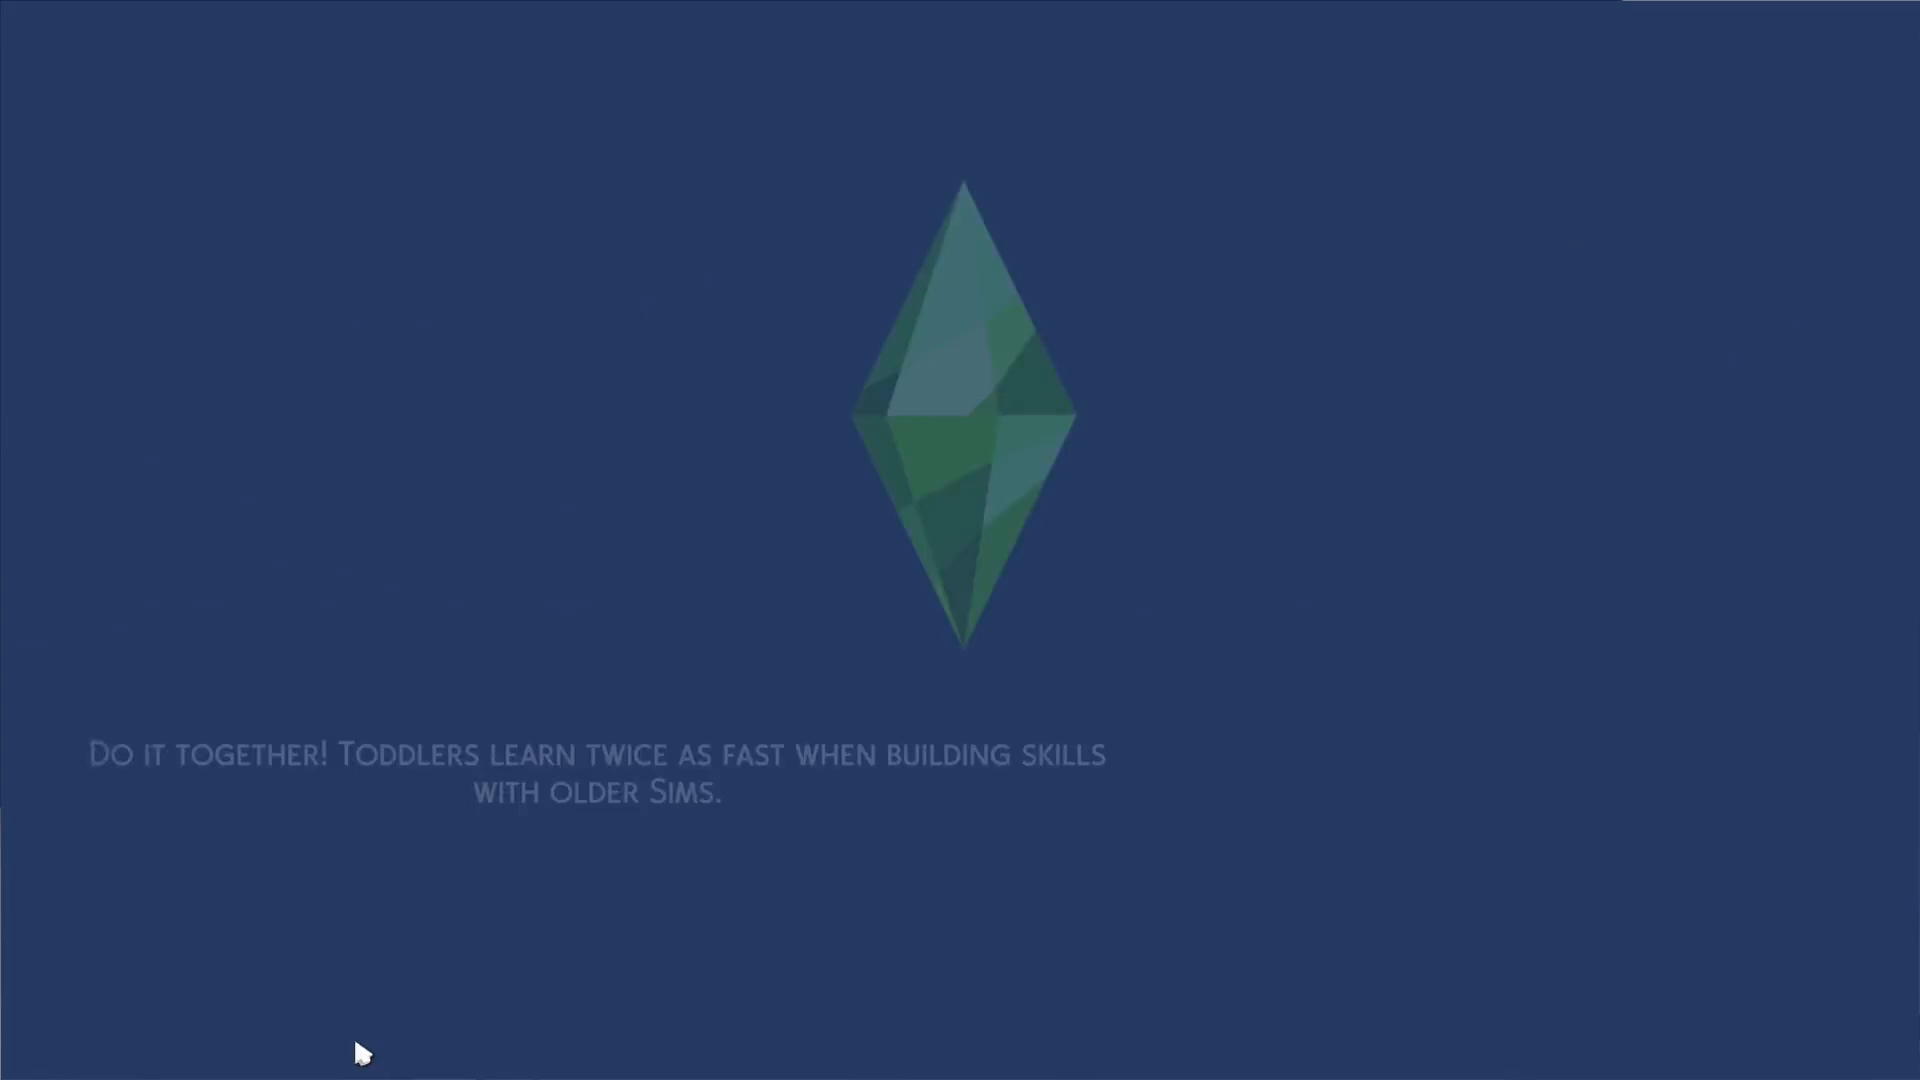 Do it together! Toddlers learn twice as fast when building skills
with older Sims.